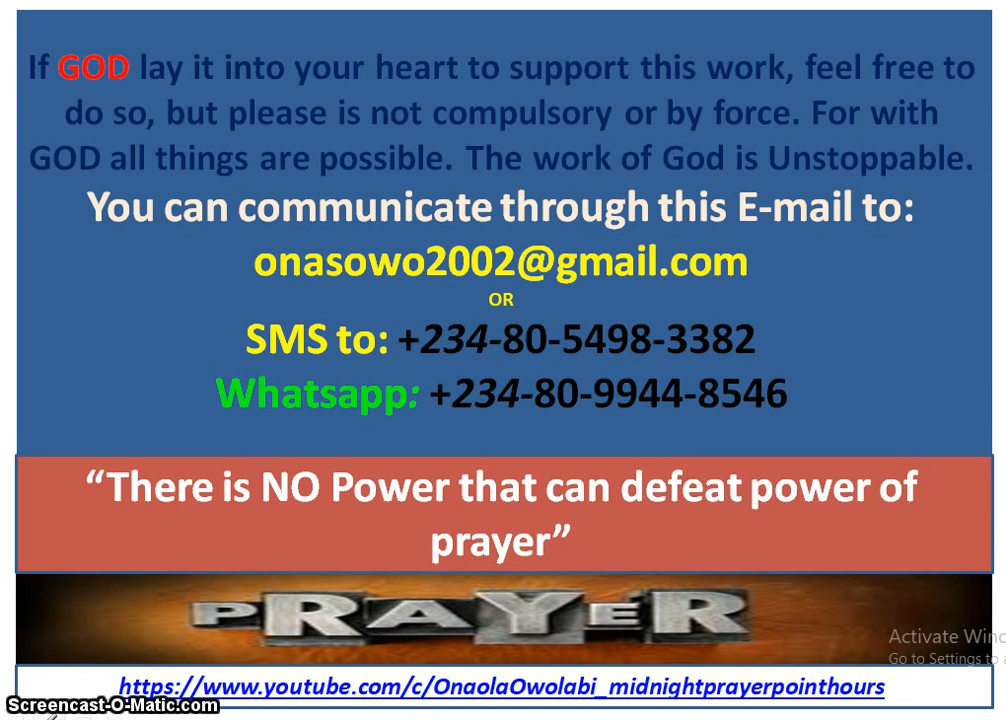 If GOD lay it into your heart to support this work, feel free to
do so, but please is not compulsory or by force. For with
GOD all things are possible. The work of God is Unstoppable.
You can communicate through this E-mail to:
onasowo2002@gmail.com
OR
SMS to: +234-80-5498-3382
Whatsapp: +234-80-9944-8546
“There is NO Power that can defeat power of
prayer”
PRAYER
Activate Winc
Go to Settings to a
https://www.youtube.com/c/OnaolaOwolabi_midnightprayerpointhours
Screencast-O-Matic.com